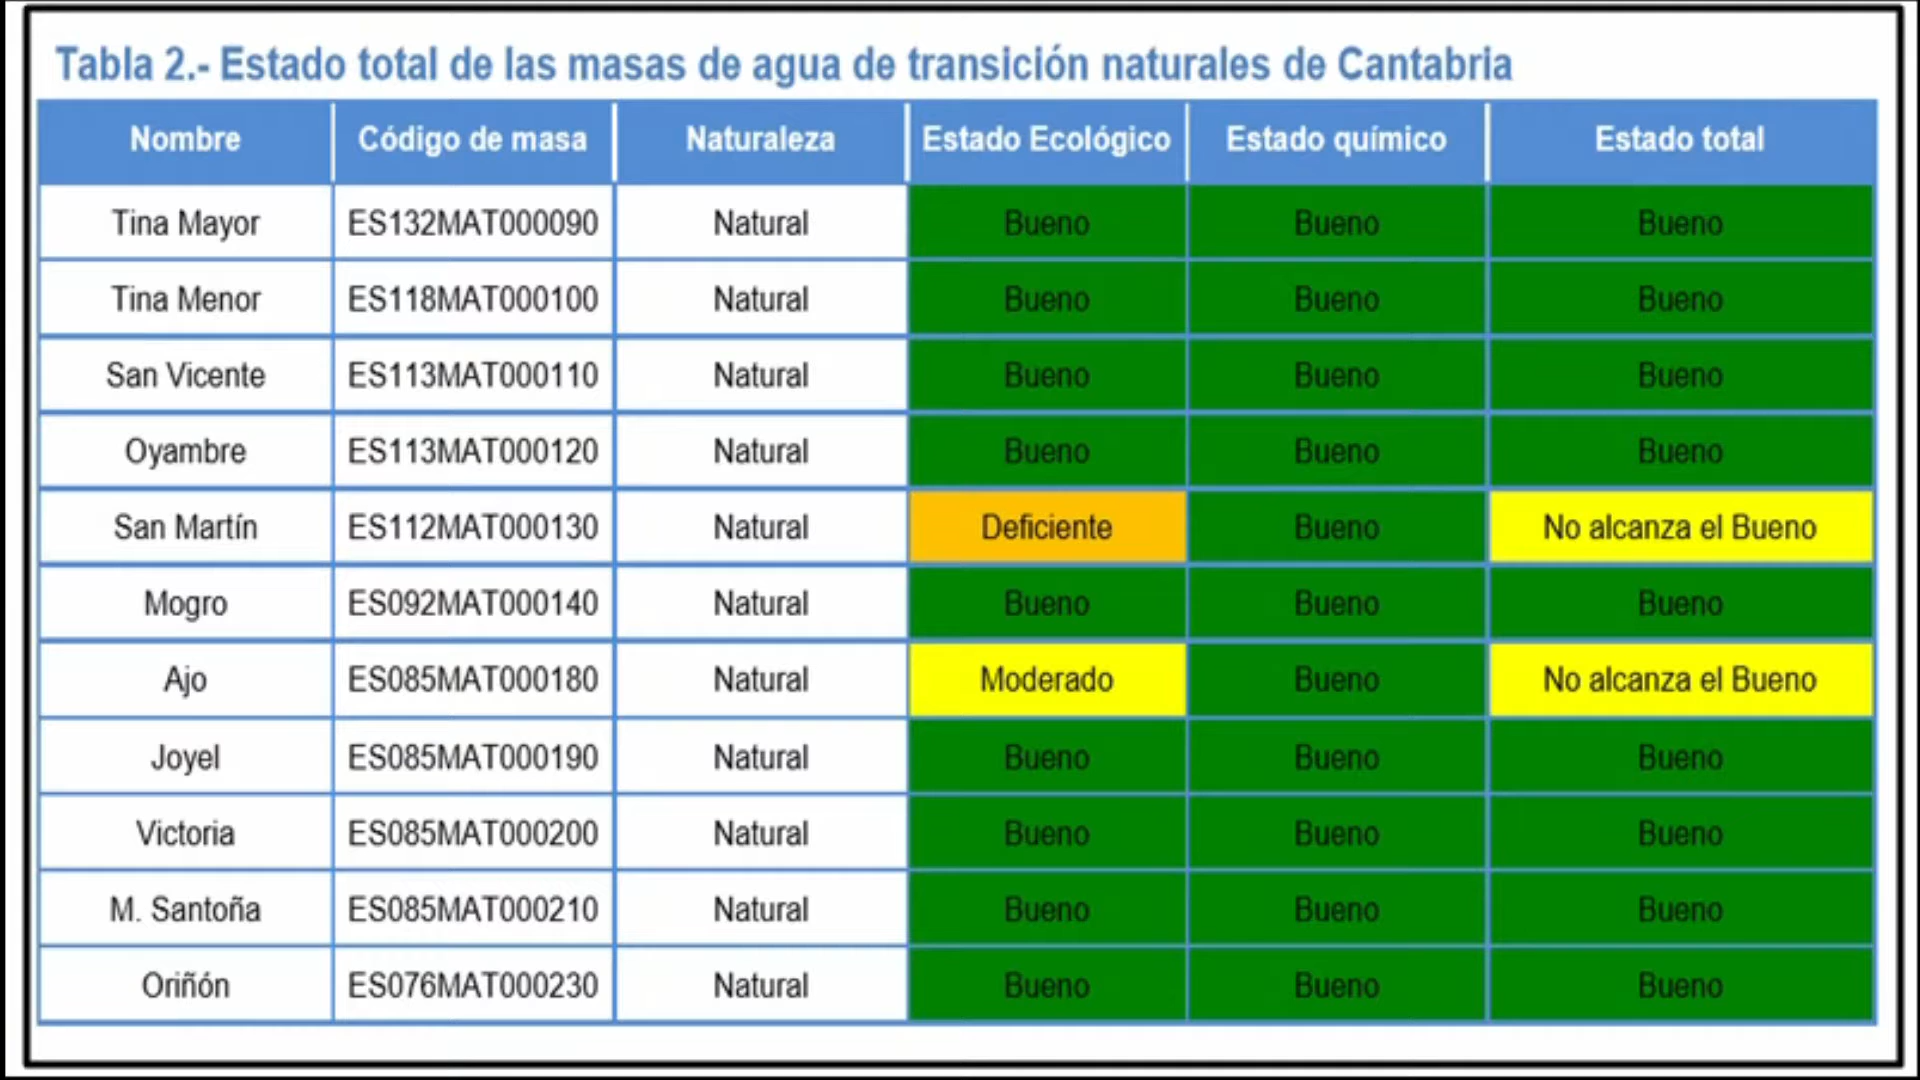 Tabla 2.- Estado total de las masas de agua de transición naturales de Cantabria
Nombre Código de masa Naturaleza Estado Ecológico Estado químico Estado total
Tina Mayor ES132MAT000090 Natural Bueno Bueno Bueno
Tina Menor ES118MAT000100 Natural Bueno Bueno Bueno
San Vicente ES113MAT000110 Natural Bueno Bueno Bueno
Oyambre ES113MAT000120 Natural Bueno Bueno Bueno
San Martín ES112MAT000130 Natural Deficiente Bueno No alcanza el Bueno
Mogro ES092MAT000140 Natural Bueno Bueno Bueno
Ajo ES085MAT000180 Natural Moderado Bueno No alcanza el Bueno
Joyel ES085MAT000190 Natural Bueno Bueno Bueno
Victoria ES085MAT000200 Natural Bueno Bueno Bueno
M. Santoña ES085MAT000210 Natural Bueno Bueno Bueno
Oriñón ES076MAT000230 Natural Bueno Bueno Bueno